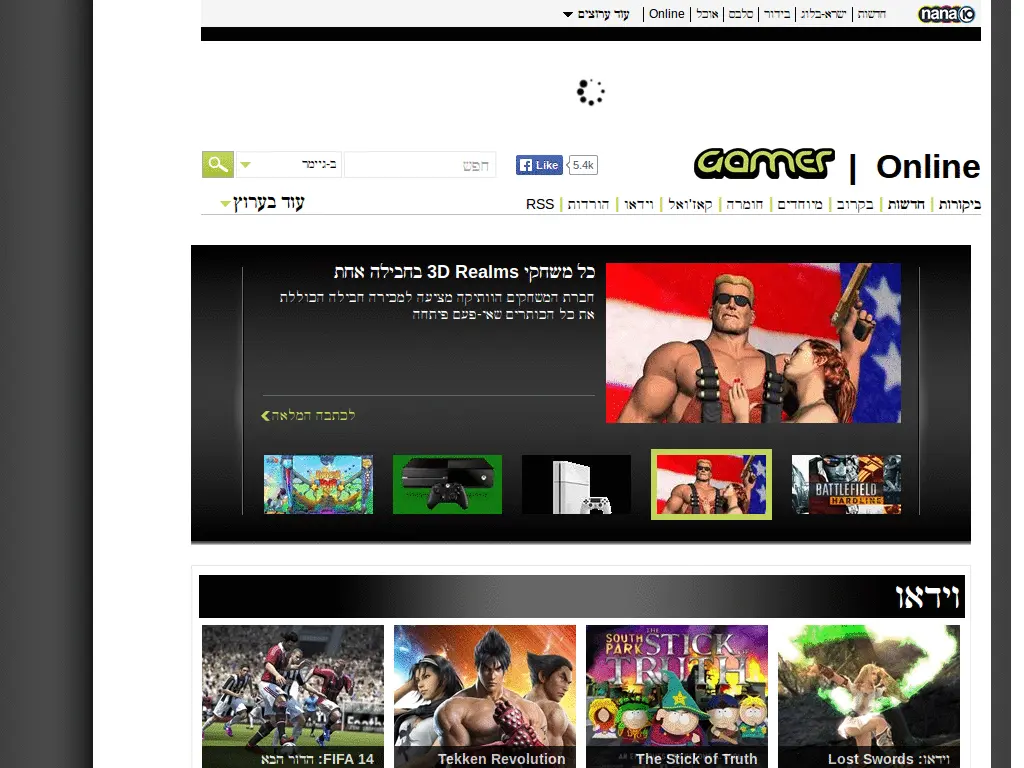 nana10
חדשות | ישרא-בלוג | בידור | סלבס | אוכל | Online | עוד ערוצים
Gamer | Online
Like 5.4k
חפש
ב-גיימר
ביקורות | חדשות | בקרוב | מיוחדים | חומרה | קאז'ואל | וידאו | הורדות | RSS
עוד בערוץ
כל משחקי 3D Realms בחבילה אחת
חברת המשחקים הוותיקה מציעה למכירה חבילה הכוללת
את כל הכותרים שאי-פעם פיתחה
לכתבה המלאה
BATTLEFIELD
HARDLINE
וידאו
SOUTH PARK
THE STICK OF TRUTH
וידאו: Lost Swords
The Stick of Truth
Tekken Revolution
FIFA 14: הדור הבא